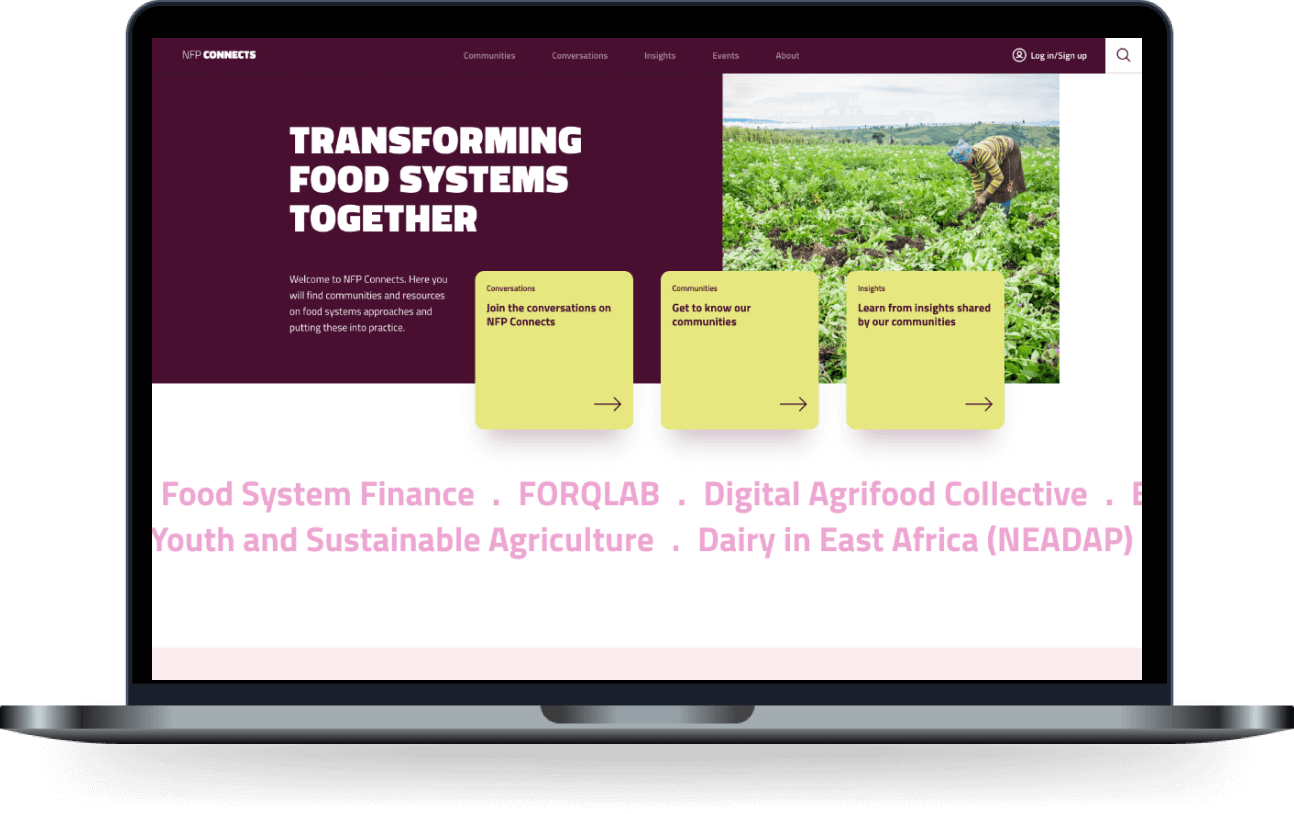 NFP CONNECTS
Communities
Conversations
Insights
Events
About
Log in/Sign up
TRANSFORMING
FOOD SYSTEMS
TOGETHER
Welcome to NFP Connects. Here you
will find communities and resources
on food systems approaches and
putting these into practice.
Conversations
Join the conversations on
NFP Connects
Communities
Get to know our
communities
Insights
Learn from insights shared
by our communities
Food System Finance . FORQLAB . Digital Agrifood Collective .
Youth and Sustainable Agriculture . Dairy in East Africa (NEADAP)